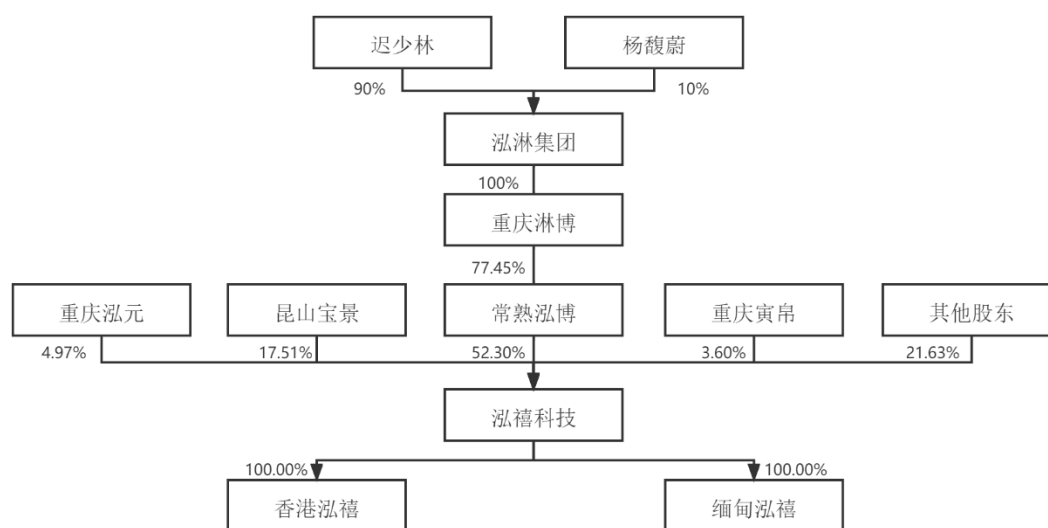 迟少林
杨馥蔚
90%
10%
泓淋集团
100%
重庆淋博
77.45%
重庆泓元
昆山宝景
常熟泓博
重庆寅帛
其他股东
4.97%
17.51%
52.30%
3.60%
21.63%
泓禧科技
100.00%
100.00%
香港泓禧
缅甸泓禧